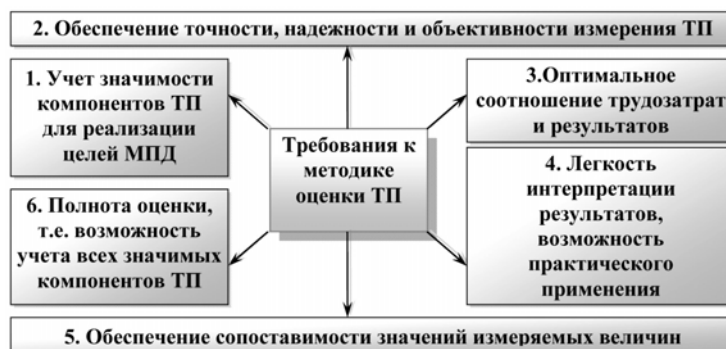 2. Обеспечение точности, надежности и объективности измерения ТП
1. Учет значимости
компонентов ТП
для реализации
целей МПД
3.Оптимальное
соотношение трудозатрат
и результатов
Требования к
методике
оценки ТП
4. Легкость
интерпретации
результатов,
возможность
практического
применения
6. Полнота оценки,
т.е. возможность
учета всех значимых
компонентов ТП
5. Обеспечение сопоставимости значений измеряемых величин